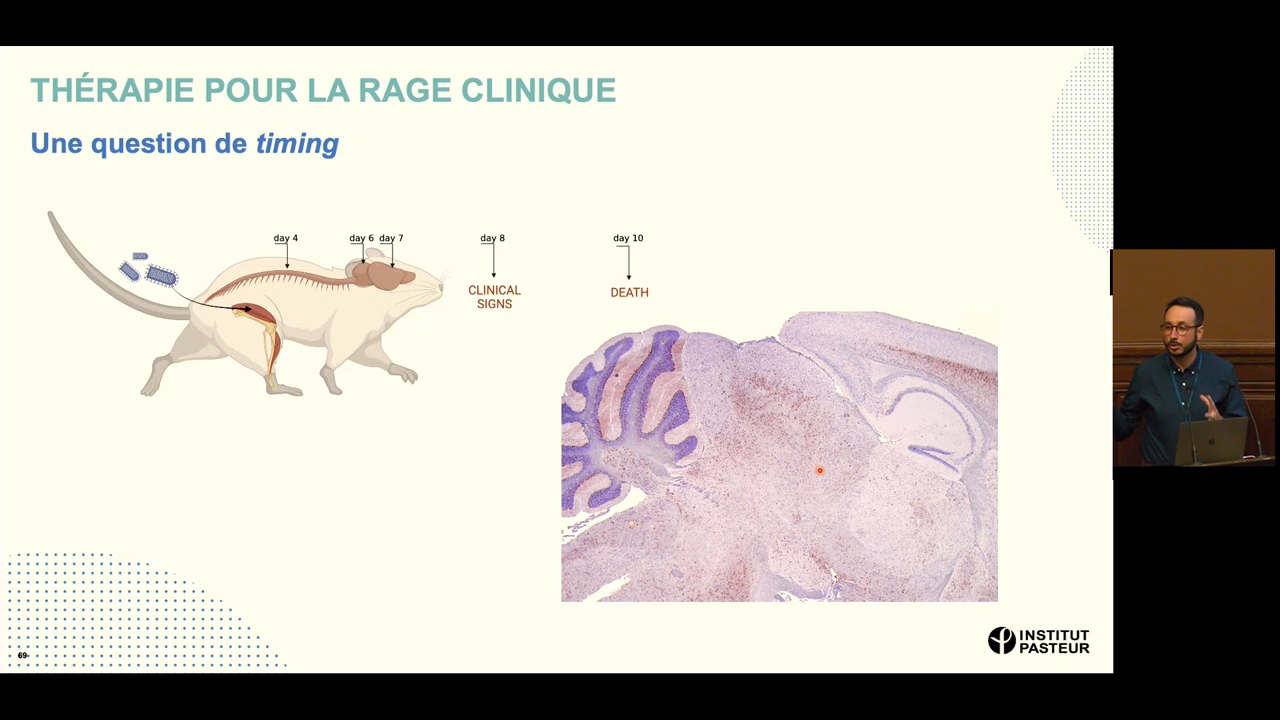 THÉRAPIE POUR LA RAGE CLINIQUE
Une question de timing
day 4
day 6
day 7
day 8
day 10
CLINICAL
SIGNS
DEATH
69
INSTITUT
PASTEUR